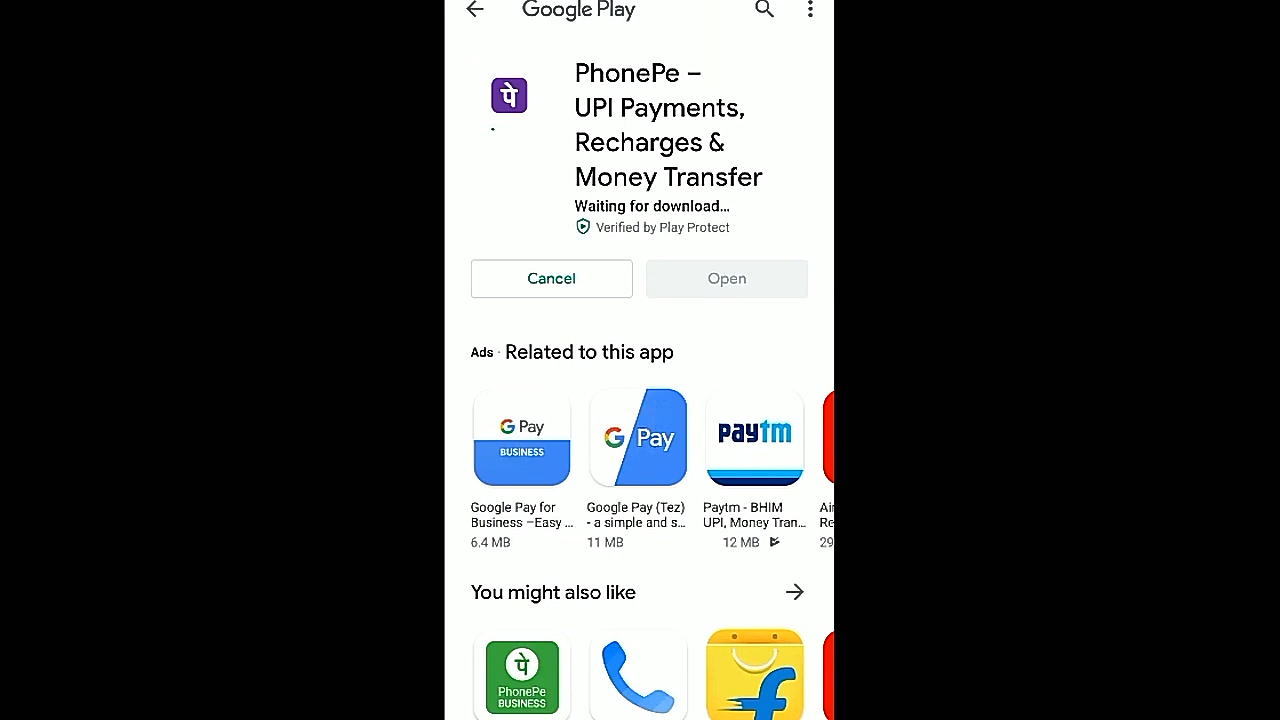 Google Play
पे
PhonePe –
UPI Payments,
Recharges &
Money Transfer
Waiting for download...
Verified by Play Protect
Cancel
Open
Ads · Related to this app
G Pay
BUSINESS
G Pay
paytm
Google Pay for
Business –Easy ...
6.4 MB
Google Pay (Tez)
- a simple and s...
11 MB
Paytm - BHIM
UPI, Money Tran...
12 MB
Air
Re
29
You might also like
पे
PhonePe
BUSINESS
f